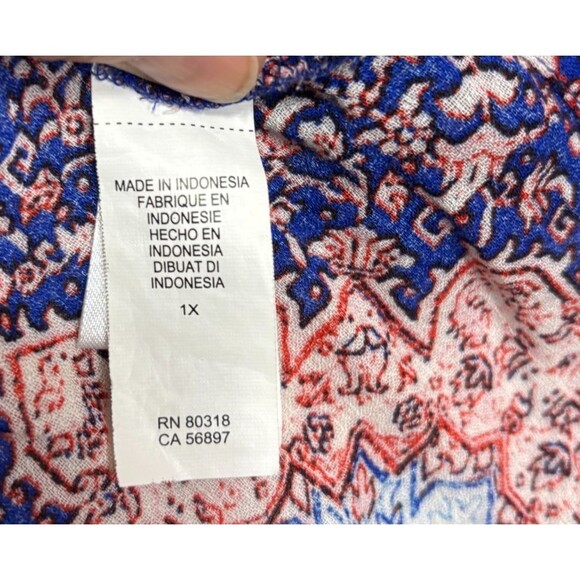 MADE IN INDONESIA
FABRIQUE EN
INDONESIE
HECHO EN
INDONESIA
DIBUAT DI
INDONESIA
1X
RN 80318
CA 56897